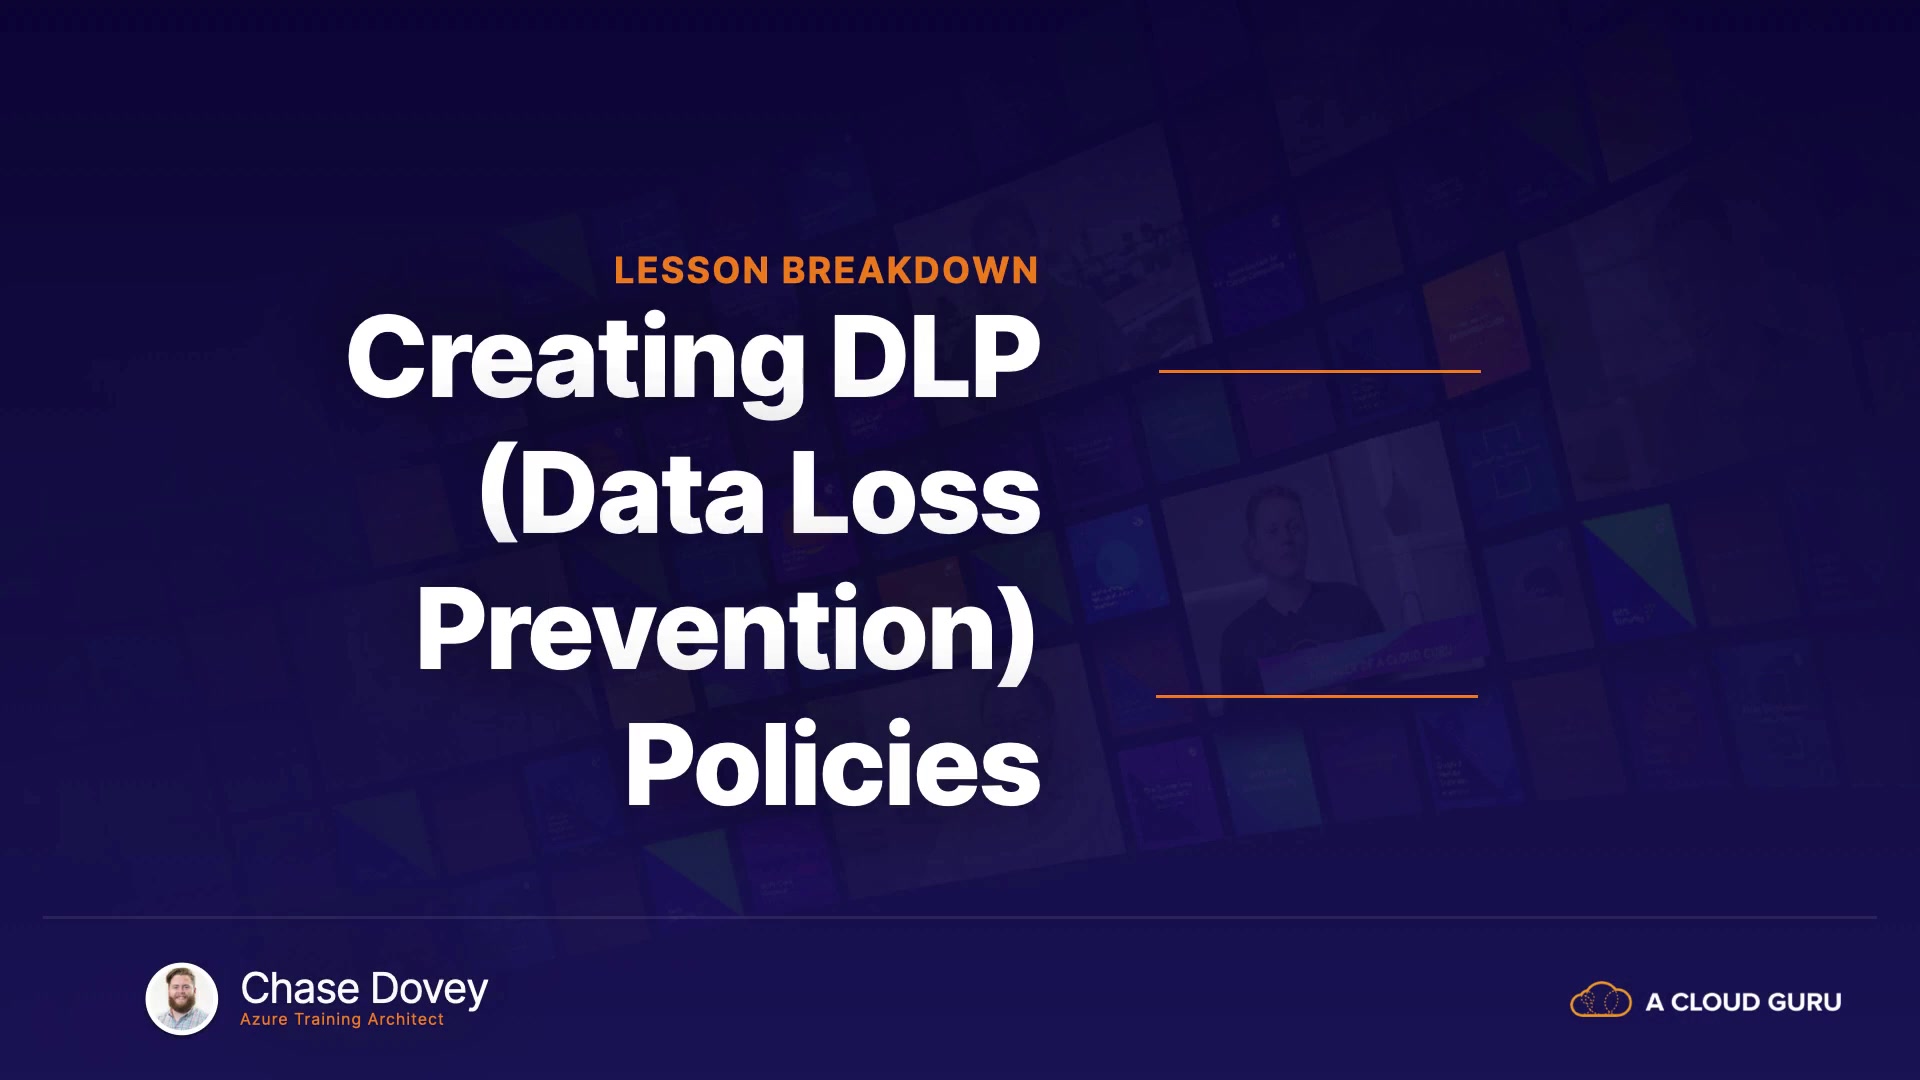 LESSON BREAKDOWN
Creating DLP
(Data Loss
Prevention)
Policies
Chase Dovey
Azure Training Architect
A CLOUD GURU